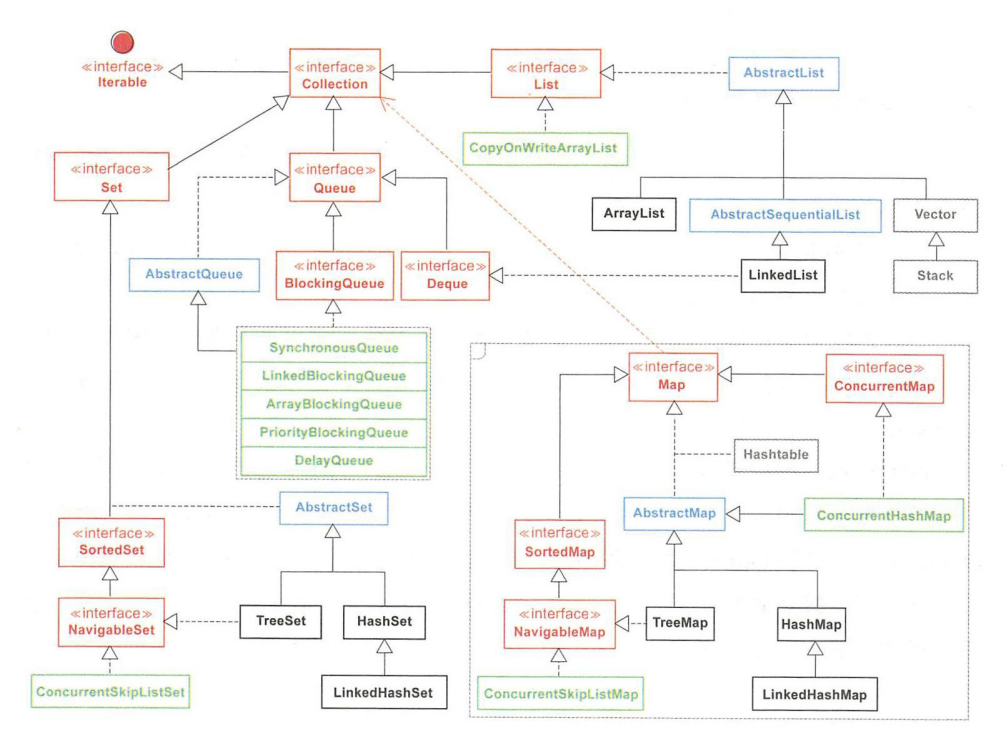 «interface»
Iterable
«interface»
Collection
«interface»
List
AbstractList
CopyOnWriteArrayList
«interface»
Set
«interface»
Queue
ArrayList
AbstractSequentialList
Vector
AbstractQueue
«interface»
BlockingQueue
«interface»
Deque
LinkedList
Stack
SynchronousQueue
LinkedBlockingQueue
ArrayBlockingQueue
PriorityBlockingQueue
DelayQueue
«interface»
Map
«interface»
ConcurrentMap
Hashtable
AbstractSet
AbstractMap
ConcurrentHashMap
«interface»
SortedSet
«interface»
SortedMap
«interface»
NavigableSet
TreeSet
HashSet
«interface»
NavigableMap
TreeMap
HashMap
ConcurrentSkipListSet
LinkedHashSet
ConcurrentSkipListMap
LinkedHashMap